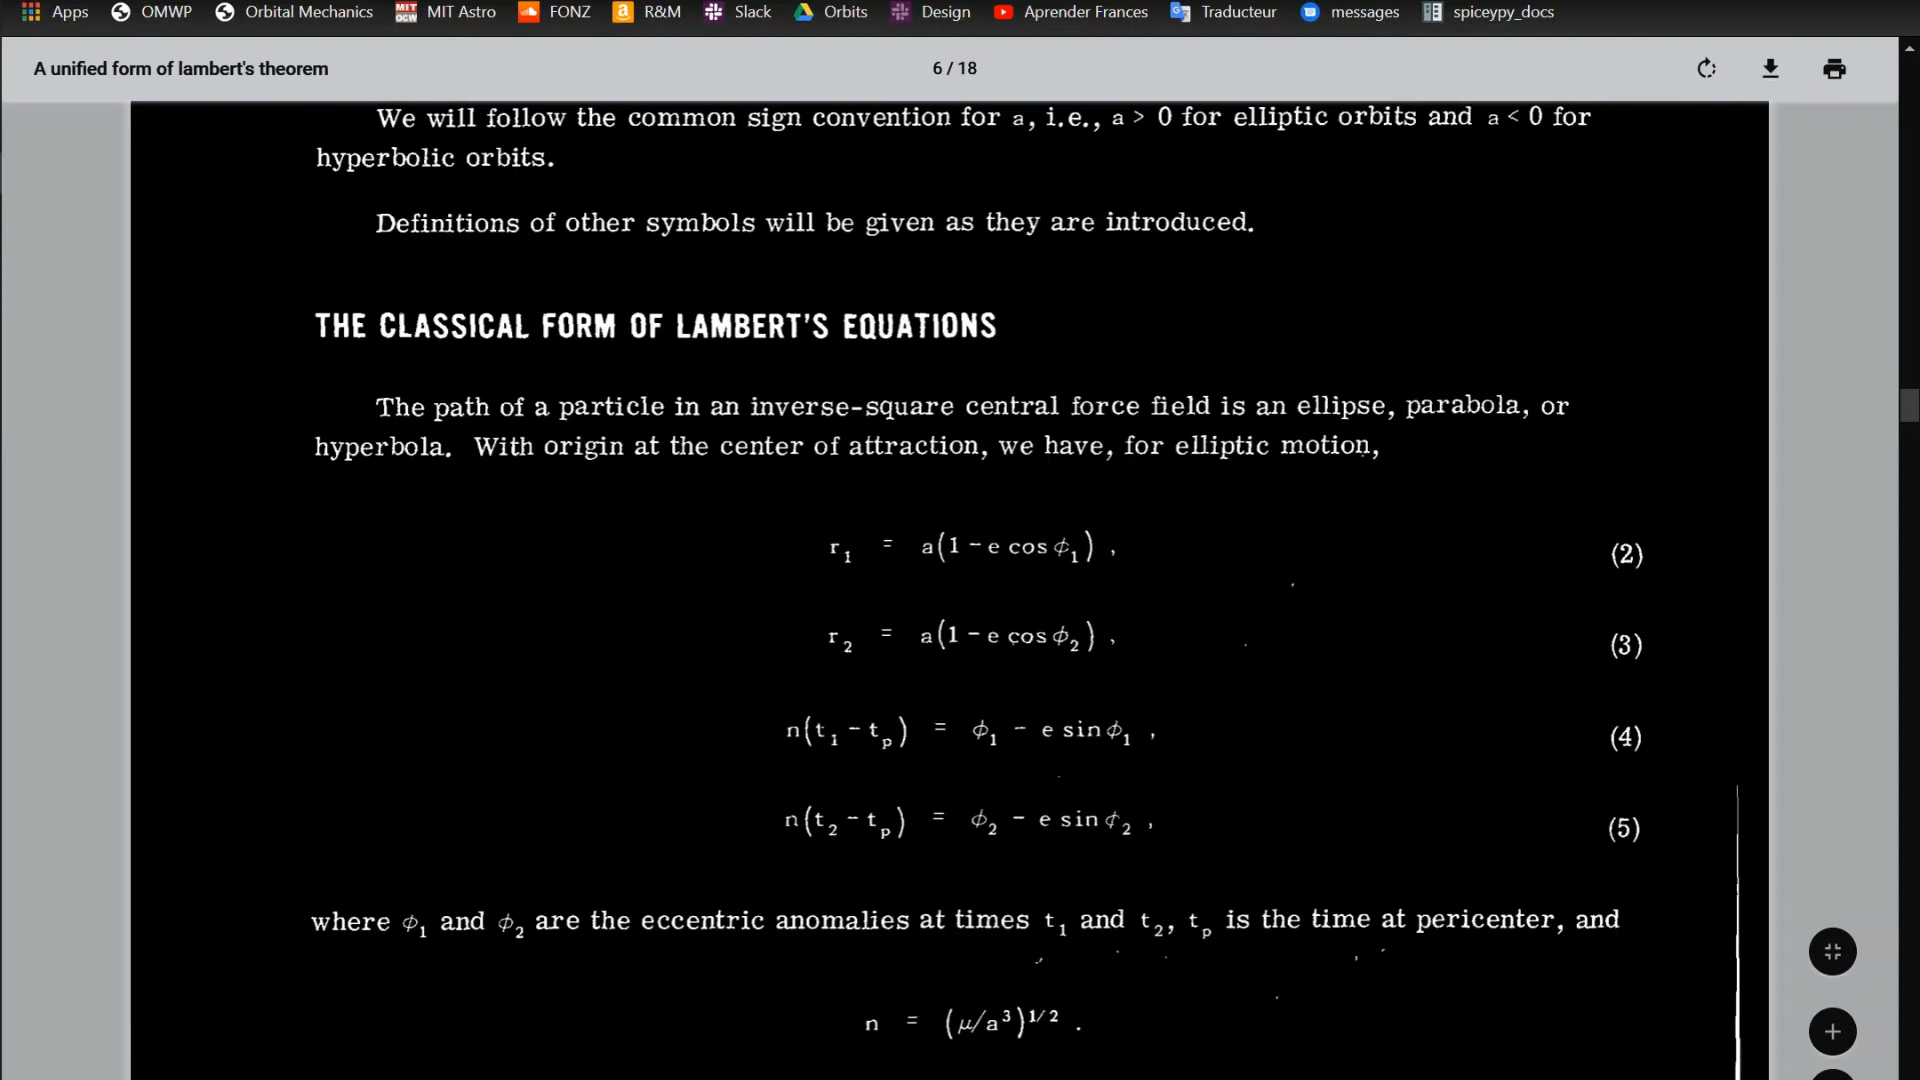 Apps OMWP Orbital Mechanics MIT OCW MIT Astro FONZ a R&M Slack Orbits Design Aprender Frances Traducteur messages spiceypy_docs
A unified form of lambert's theorem 6 / 18
We will follow the common sign convention for a, i.e., a > 0 for elliptic orbits and a < 0 for
hyperbolic orbits.
Definitions of other symbols will be given as they are introduced.
THE CLASSICAL FORM OF LAMBERT'S EQUATIONS
The path of a particle in an inverse-square central force field is an ellipse, parabola, or
hyperbola. With origin at the center of attraction, we have, for elliptic motion,
r₁ = a(1 - e cos ϕ₁) , (2)
r₂ = a(1 - e cos ϕ₂) , (3)
n(t₁ - tₚ) = ϕ₁ - e sin ϕ₁ , (4)
n(t₂ - tₚ) = ϕ₂ - e sin ϕ₂ , (5)
where ϕ₁ and ϕ₂ are the eccentric anomalies at times t₁ and t₂, tₚ is the time at pericenter, and
n = (μ/a³)¹/² .